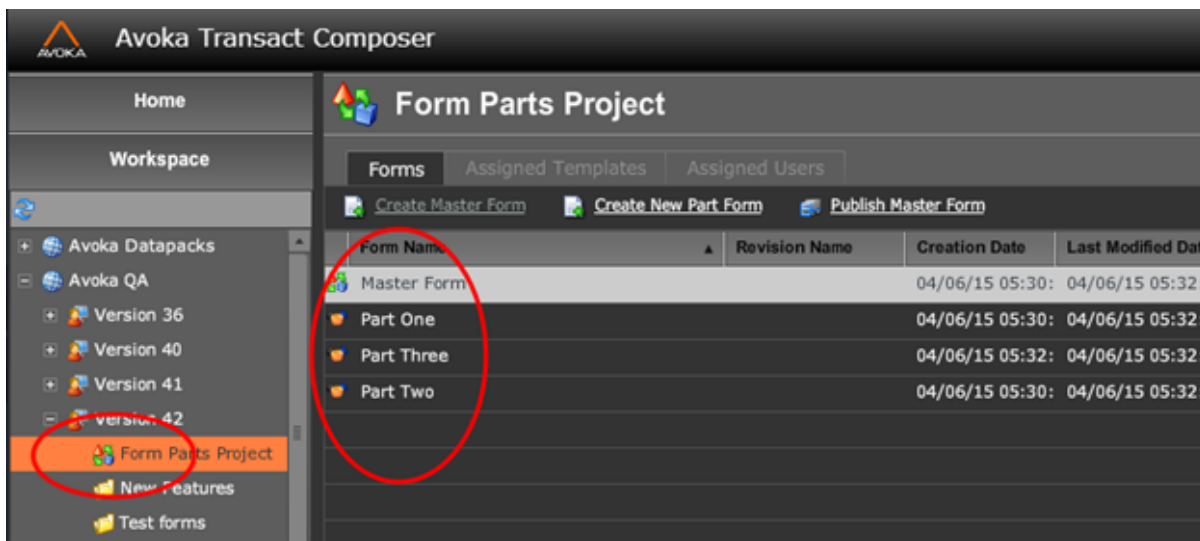 AVOKA
Avoka Transact Composer
Home
Workspace
Avoka Datapacks
Avoka QA
Version 36
Version 40
Version 41
Version 42
Form Parts Project
New Features
Test forms
Form Parts Project
Forms Assigned Templates Assigned Users
Create Master Form Create New Part Form Publish Master Form
Form Name Revision Name Creation Date Last Modified Dat
Master Form 04/06/15 05:30: 04/06/15 05:32
Part One 04/06/15 05:30: 04/06/15 05:32
Part Three 04/06/15 05:32: 04/06/15 05:32
Part Two 04/06/15 05:30: 04/06/15 05:32